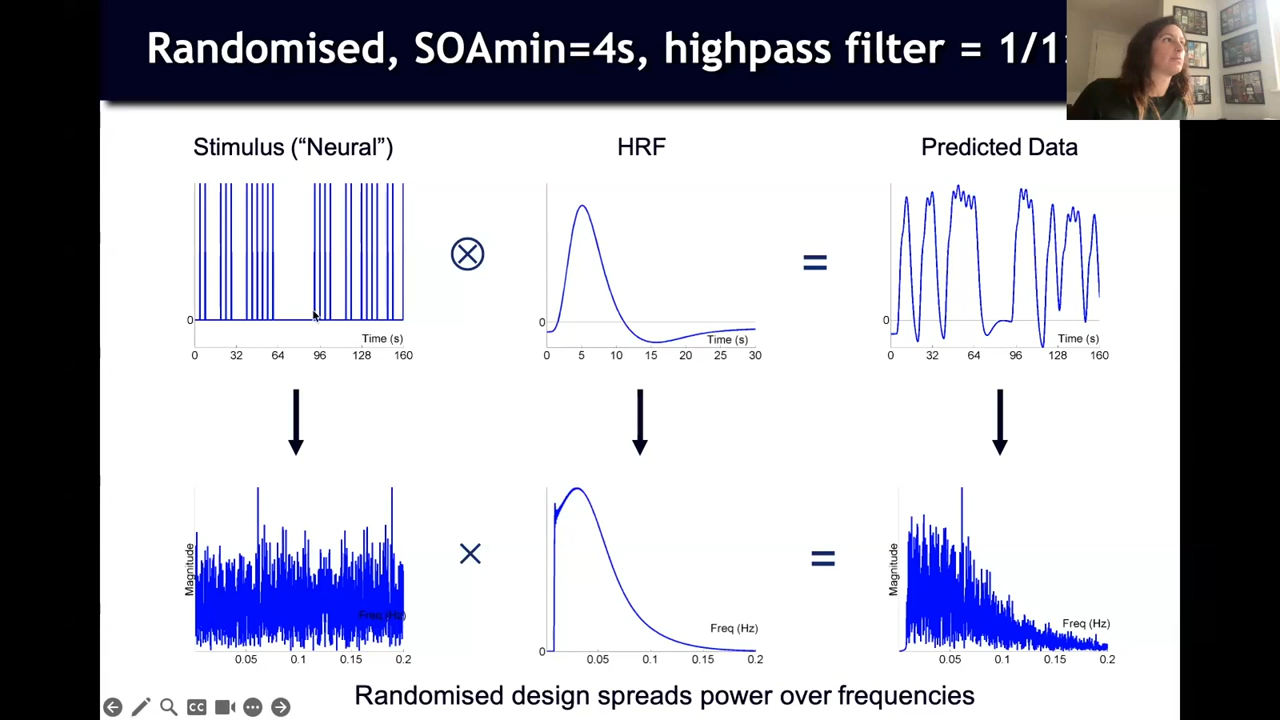 Randomised, SOAmin=4s, highpass filter = 1/1
Stimulus (“Neural”)
HRF
Predicted Data
⊗
=
0
Time (s)
0 32 64 96 128 160
0
Time (s)
0 5 10 15 20 25 30
0
Time (s)
0 32 64 96 128 160
Magnitude
Freq (Hz)
0.05 0.1 0.15 0.2
×
0
Freq (Hz)
0.05 0.1 0.15 0.2
=
Magnitude
Freq (Hz)
0.05 0.1 0.15 0.2
Randomised design spreads power over frequencies
CC